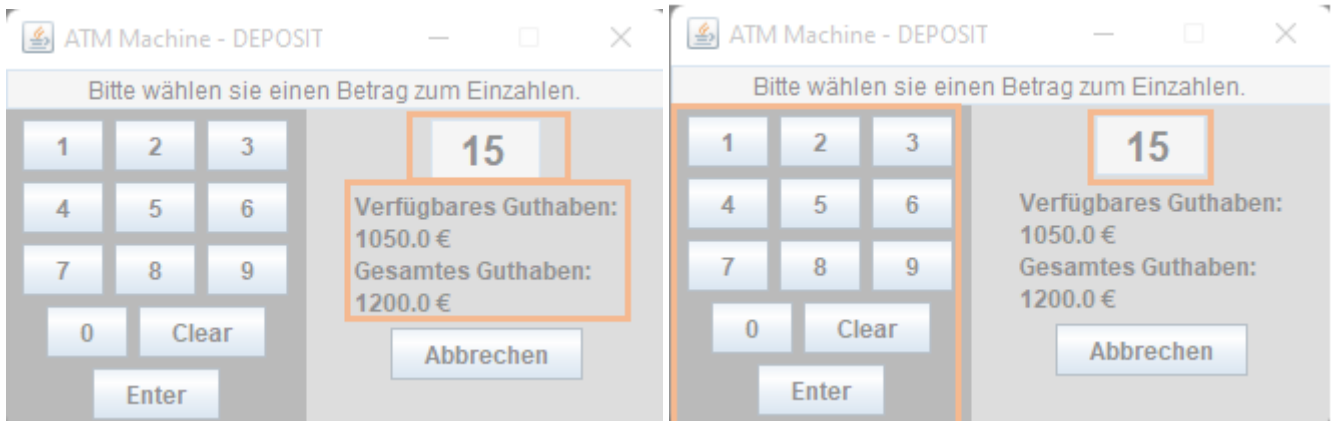 ATM Machine - DEPOSIT
Bitte wählen sie einen Betrag zum Einzahlen.
1 2 3
4 5 6
7 8 9
0 Clear
Enter
15
Verfügbares Guthaben:
1050.0 €
Gesamtes Guthaben:
1200.0 €
Abbrechen
ATM Machine - DEPOSIT
Bitte wählen sie einen Betrag zum Einzahlen.
1 2 3
4 5 6
7 8 9
0 Clear
Enter
15
Verfügbares Guthaben:
1050.0 €
Gesamtes Guthaben:
1200.0 €
Abbrechen